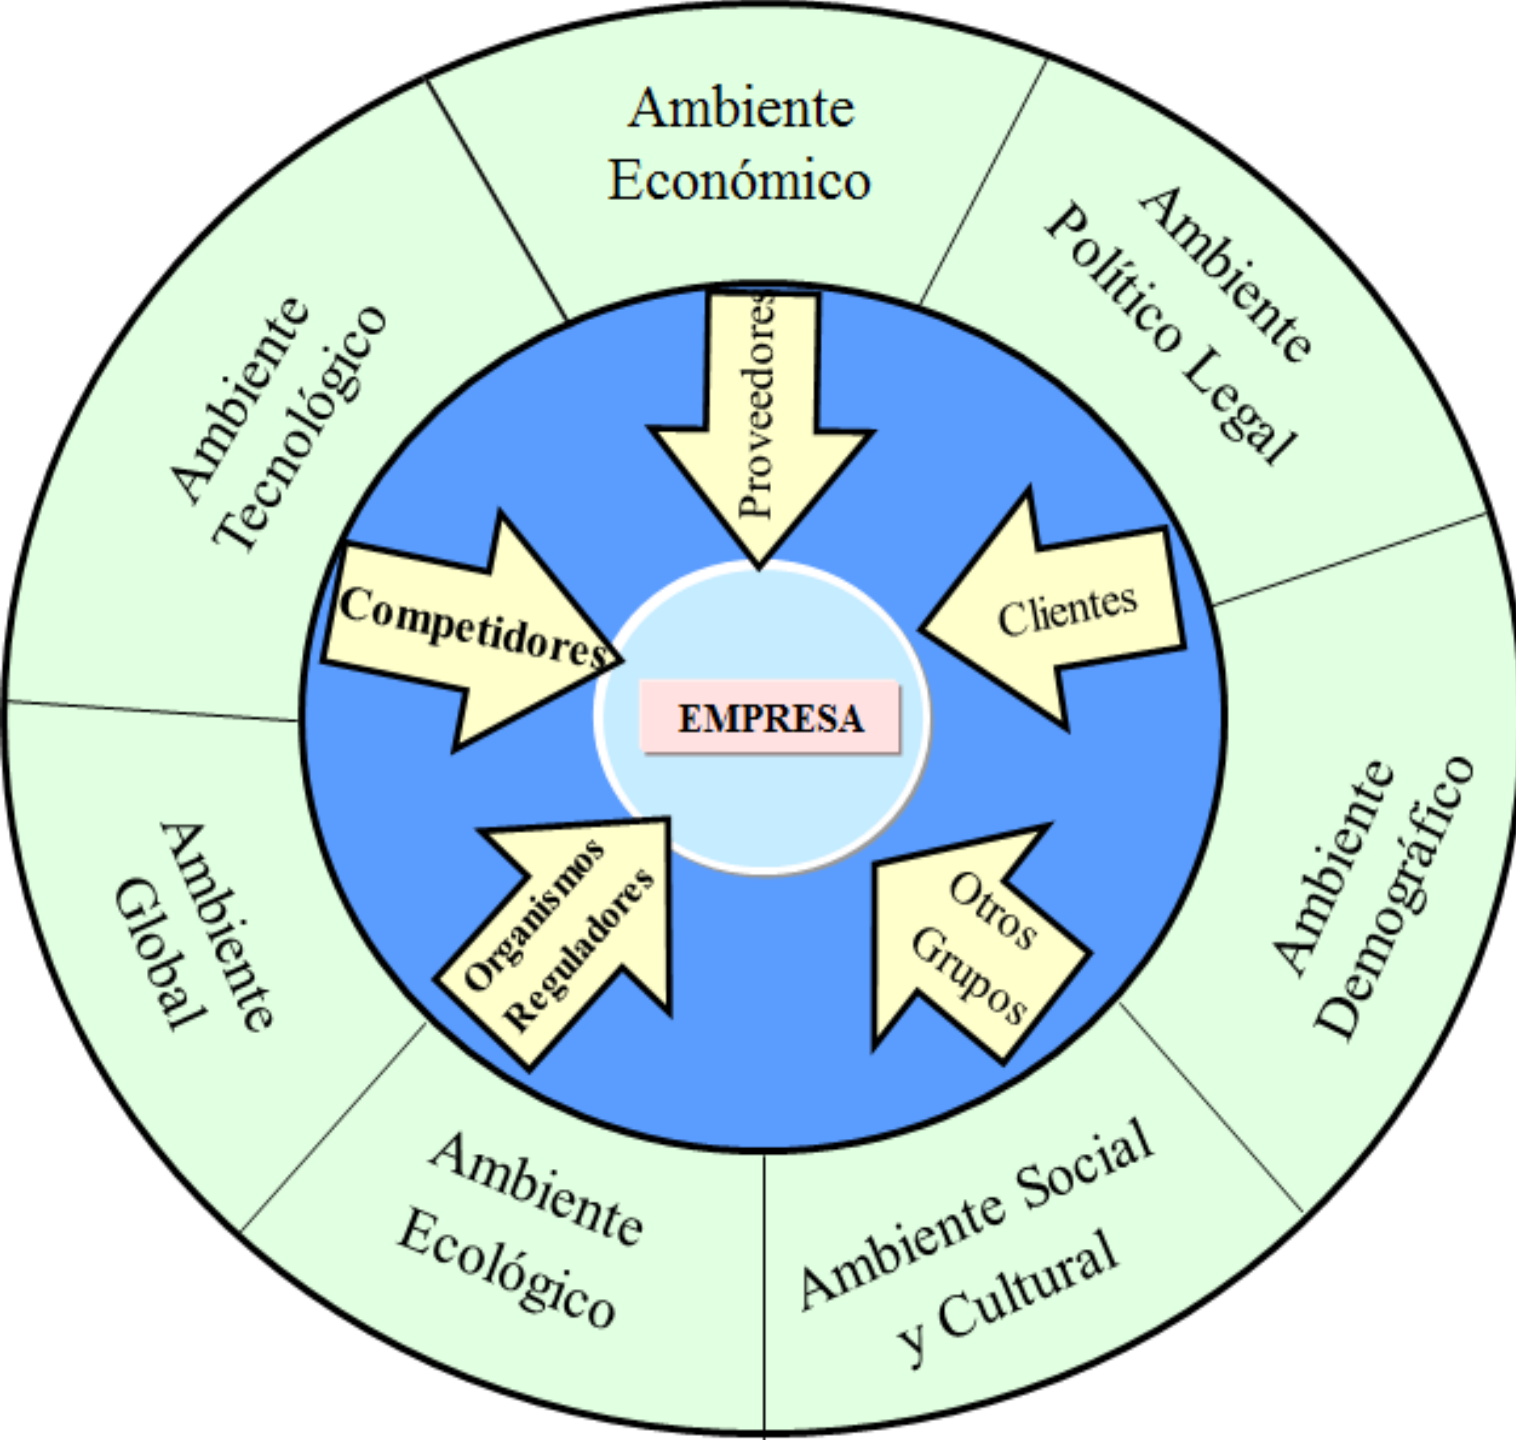 Ambiente
Económico
Ambiente
Político Legal
Ambiente
Tecnológico
Proveedores
Competidores
Clientes
EMPRESA
Ambiente
Demográfico
Ambiente
Global
Organismos
Reguladores
Otros
Grupos
Ambiente
Ecológico
Ambiente Social
y Cultural